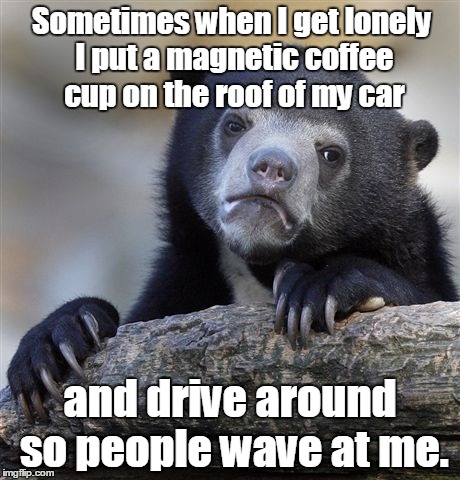 Sometimes when I get lonely
I put a magnetic coffee
cup on the roof of my car
and drive around
so people wave at me.
imgflip.com